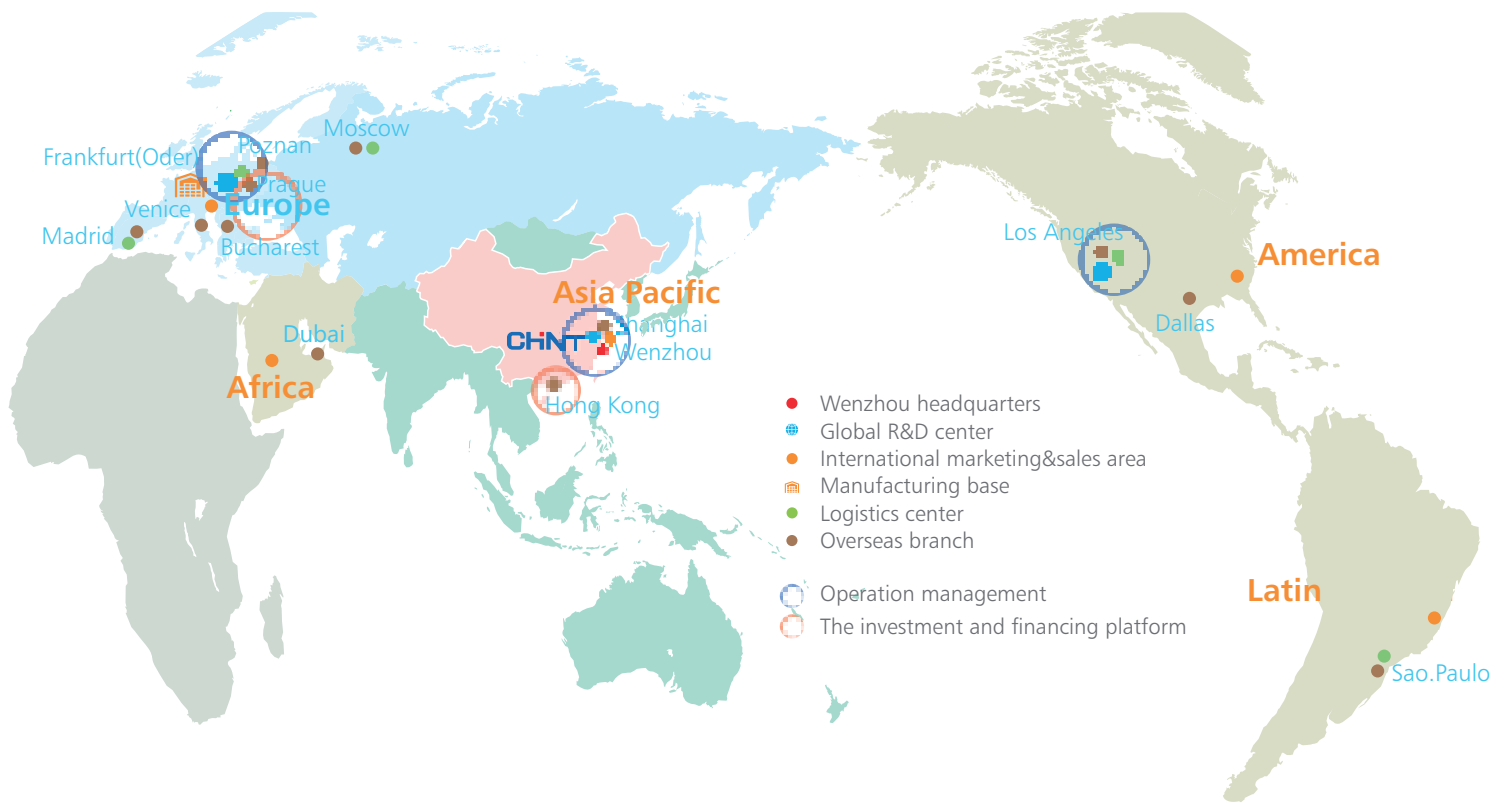 Moscow
Poznan
Frankfurt(Oder)
Prague
Europe
Venice
Madrid
Bucharest
Los Angeles
America
Asia Pacific
Shanghai
CHNT
Wenzhou
Dubai
Dallas
Africa
Hong Kong
Wenzhou headquarters
Global R&D center
International marketing&sales area
Manufacturing base
Logistics center
Overseas branch
Operation management
The investment and financing platform
Latin
Sao.Paulo